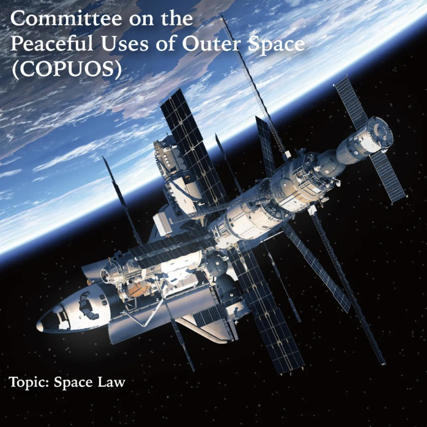 Committee on the
Peaceful Uses of Outer Space
(COPUOS)
Topic: Space Law